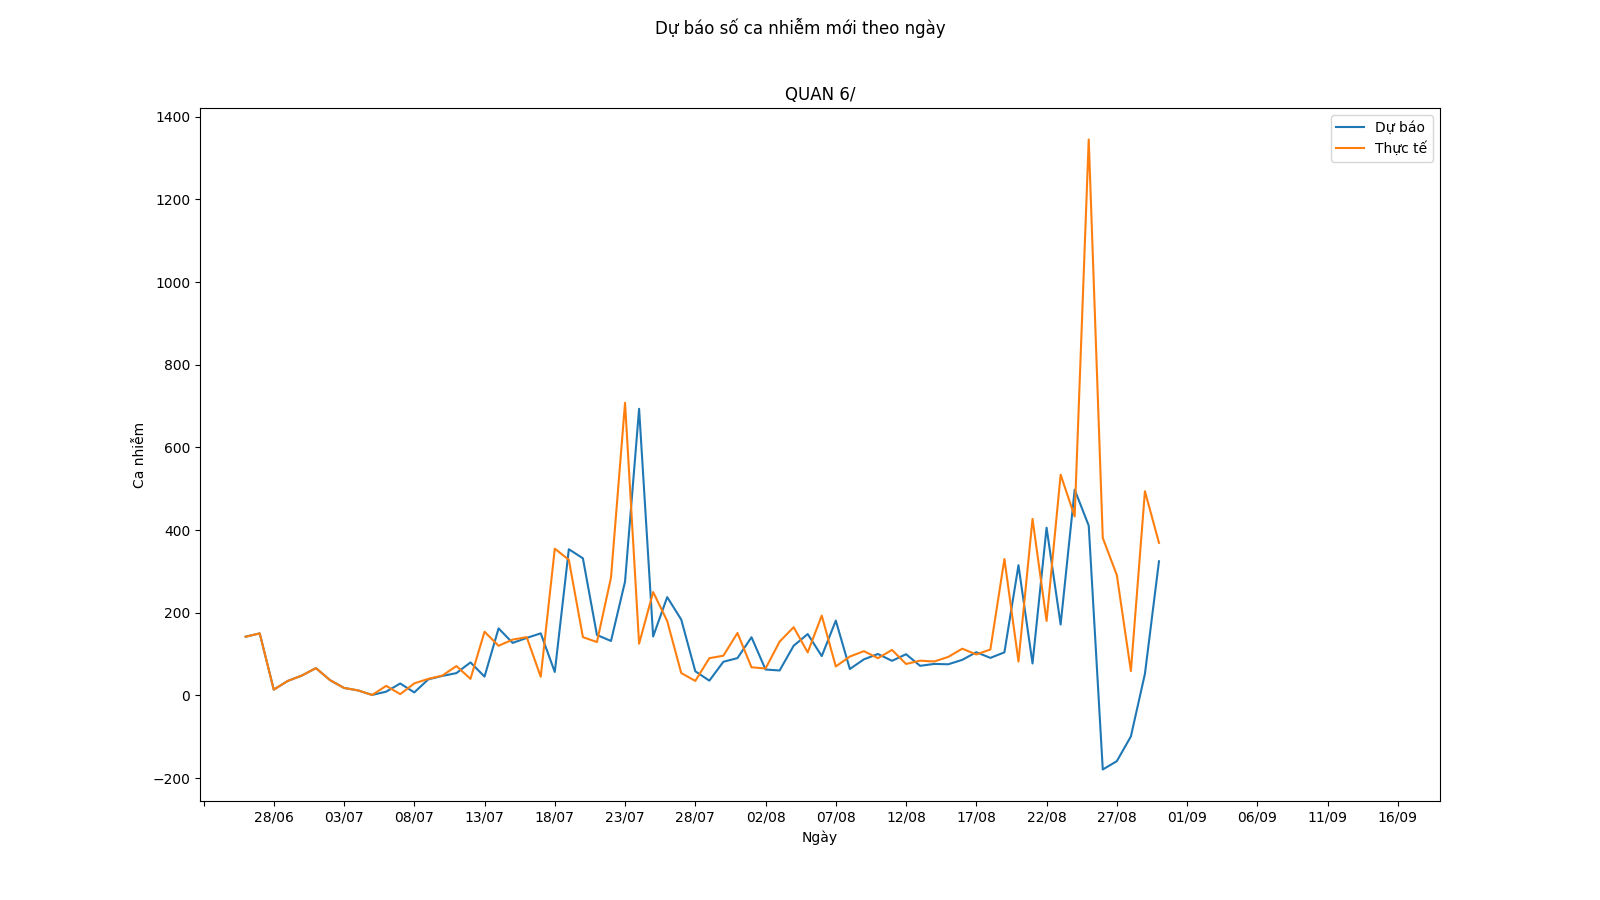 Dự báo số ca nhiễm mới theo ngày
QUAN 6/
Dự báo
Thực tế
1400
1200
1000
800
600
400
200
0
−200
Ca nhiễm
28/06 03/07 08/07 13/07 18/07 23/07 28/07 02/08 07/08 12/08 17/08 22/08 27/08 01/09 06/09 11/09 16/09
Ngày